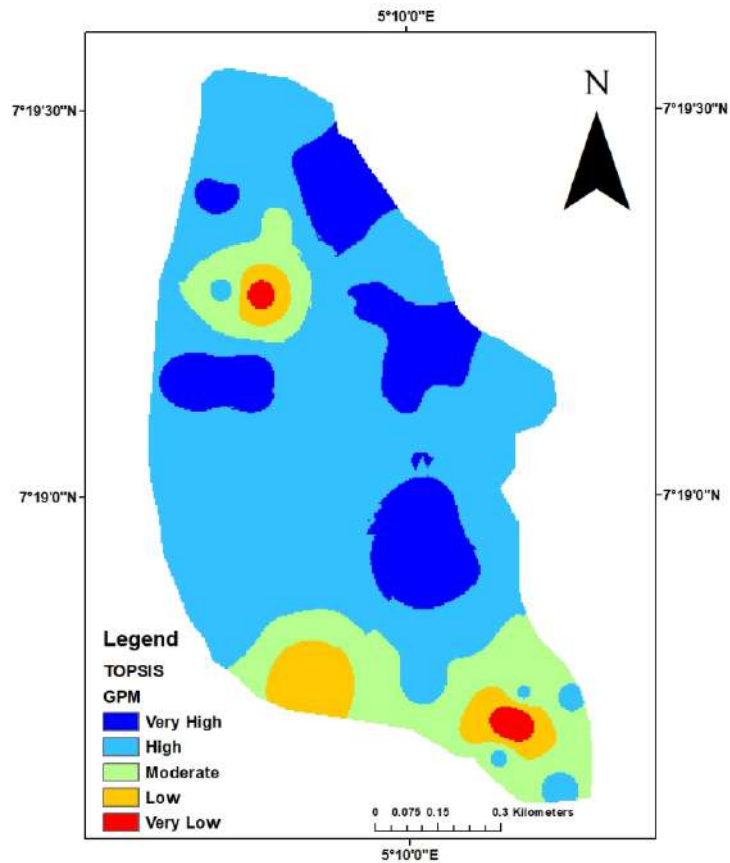 5°10'0"E
N
7°19'30"N
7°19'30"N
7°19'0"N
7°19'0"N
Legend
TOPSIS
GPM
Very High
High
Moderate
Low
Very Low
0 0.075 0.15 0.3 Kilometers
5°10'0"E